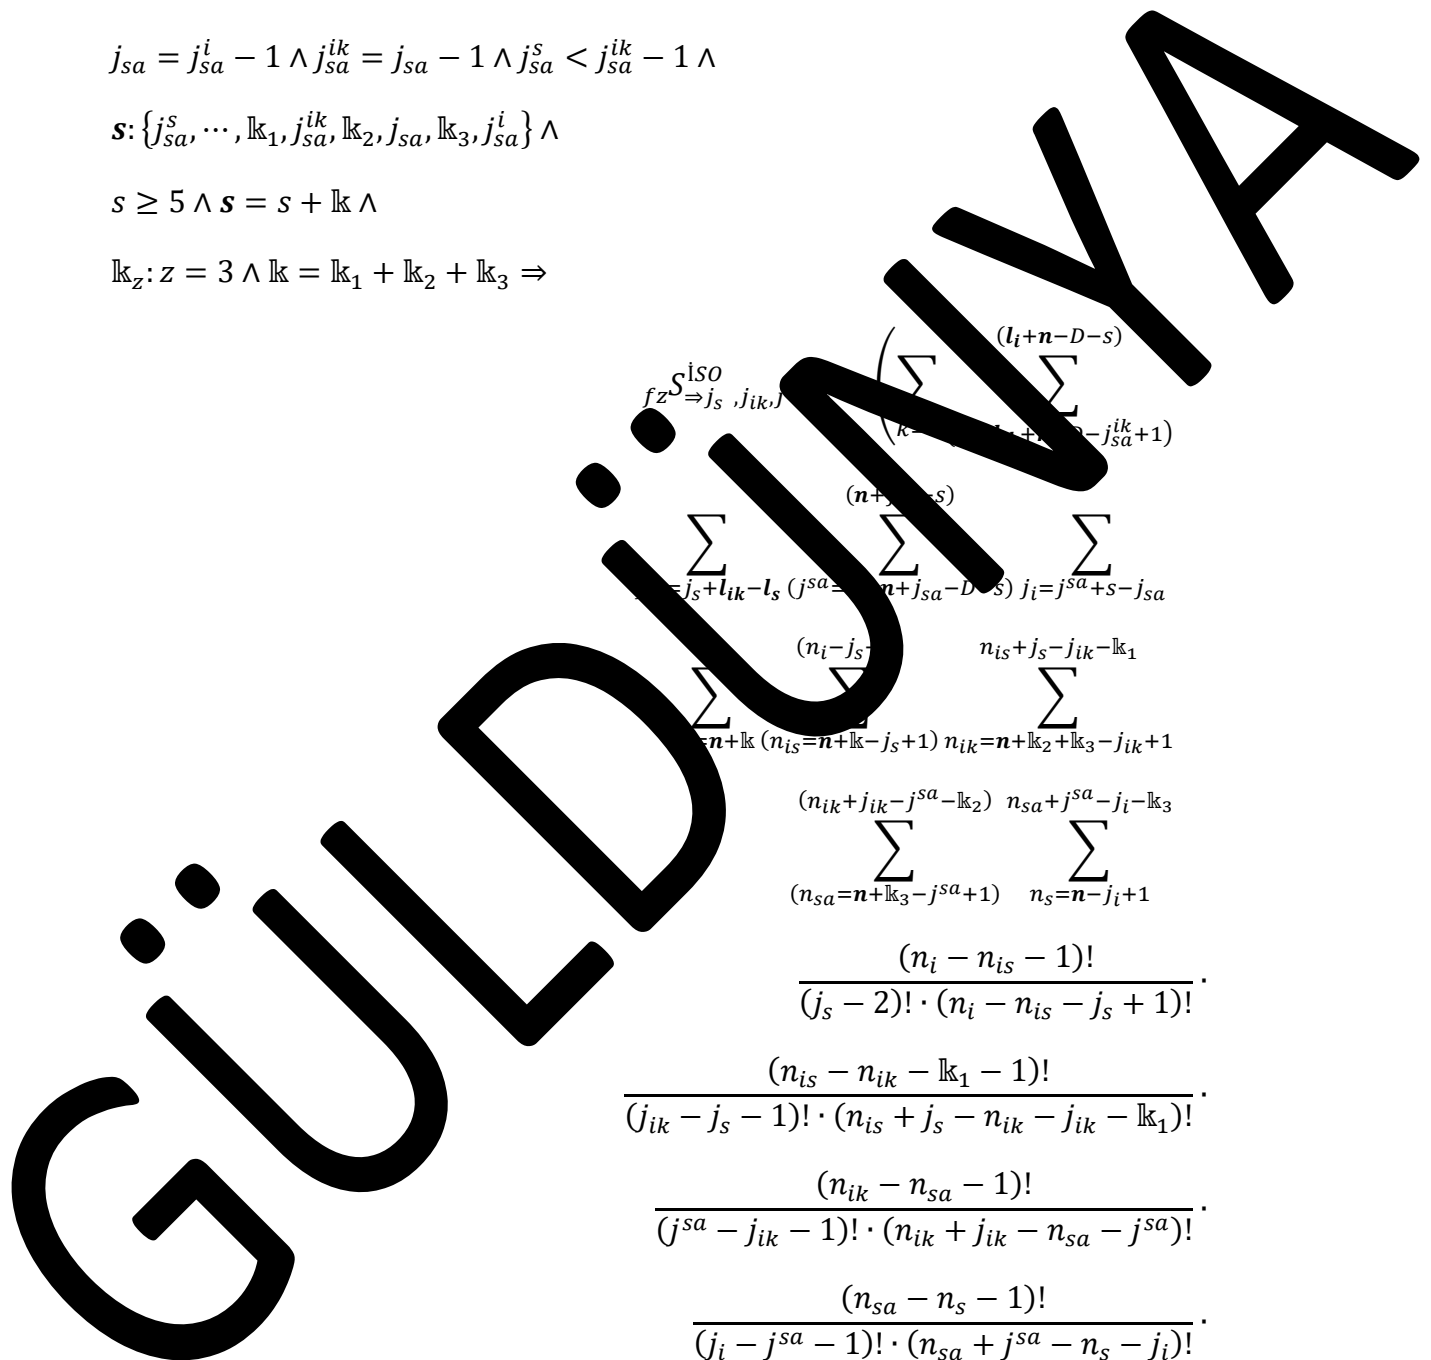 j_{sa} = j_{sa}^{i} − 1 ∧ j_{sa}^{ik} = j_{sa} − 1 ∧ j_{sa}^{s} < j_{sa}^{ik} − 1 ∧
𝒔: {j_{sa}^{s}, ⋯, 𝕜_1, j_{sa}^{ik}, 𝕜_2, j_{sa}, 𝕜_3, j_{sa}^{i}} ∧
s ≥ 5 ∧ 𝒔 = s + 𝕜 ∧
𝕜_z: z = 3 ∧ 𝕜 = 𝕜_1 + 𝕜_2 + 𝕜_3 ⇒
(𝒍_𝒊+𝒏−D−s)
_{fz}S_{⇒j_s ,j_{ik},j}^{İSO} ( ∑ ∑
−j_{sa}^{ik}+1)
(𝒏+ −s)
∑ ∑ ∑
=j_s+𝒍_{𝒊𝒌}−𝒍_𝒔 (j^{sa}= 𝒏+j_{sa}−D−s) j_i=j^{sa}+s−j_{sa}
(n_i−j_s n_{is}+j_s−j_{ik}−𝕜_1
∑ ∑ ∑
=𝒏+𝕜 (n_{is}=𝒏+𝕜−j_s+1) n_{ik}=𝒏+𝕜_2+𝕜_3−j_{ik}+1
(n_{ik}+j_{ik}−j^{sa}−𝕜_2) n_{sa}+j^{sa}−j_i−𝕜_3
∑ ∑
(n_{sa}=𝒏+𝕜_3−j^{sa}+1) n_s=𝒏−j_i+1
(n_i − n_{is} − 1)!
(j_s − 2)! · (n_i − n_{is} − j_s + 1)! ·
(n_{is} − n_{ik} − 𝕜_1 − 1)!
(j_{ik} − j_s − 1)! · (n_{is} + j_s − n_{ik} − j_{ik} − 𝕜_1)! ·
(n_{ik} − n_{sa} − 1)!
(j^{sa} − j_{ik} − 1)! · (n_{ik} + j_{ik} − n_{sa} − j^{sa})! ·
(n_{sa} − n_s − 1)!
(j_i − j^{sa} − 1)! · (n_{sa} + j^{sa} − n_s − j_i)! ·
GÜLDÜNYA